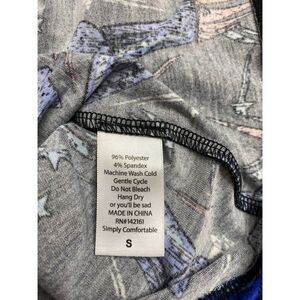 96% Polyester
4% Spandex
Machine Wash Cold
Gentle Cycle
Do Not Bleach
Hang Dry
or you'll be sad
MADE IN CHINA
RN#142161
Simply Comfortable
S